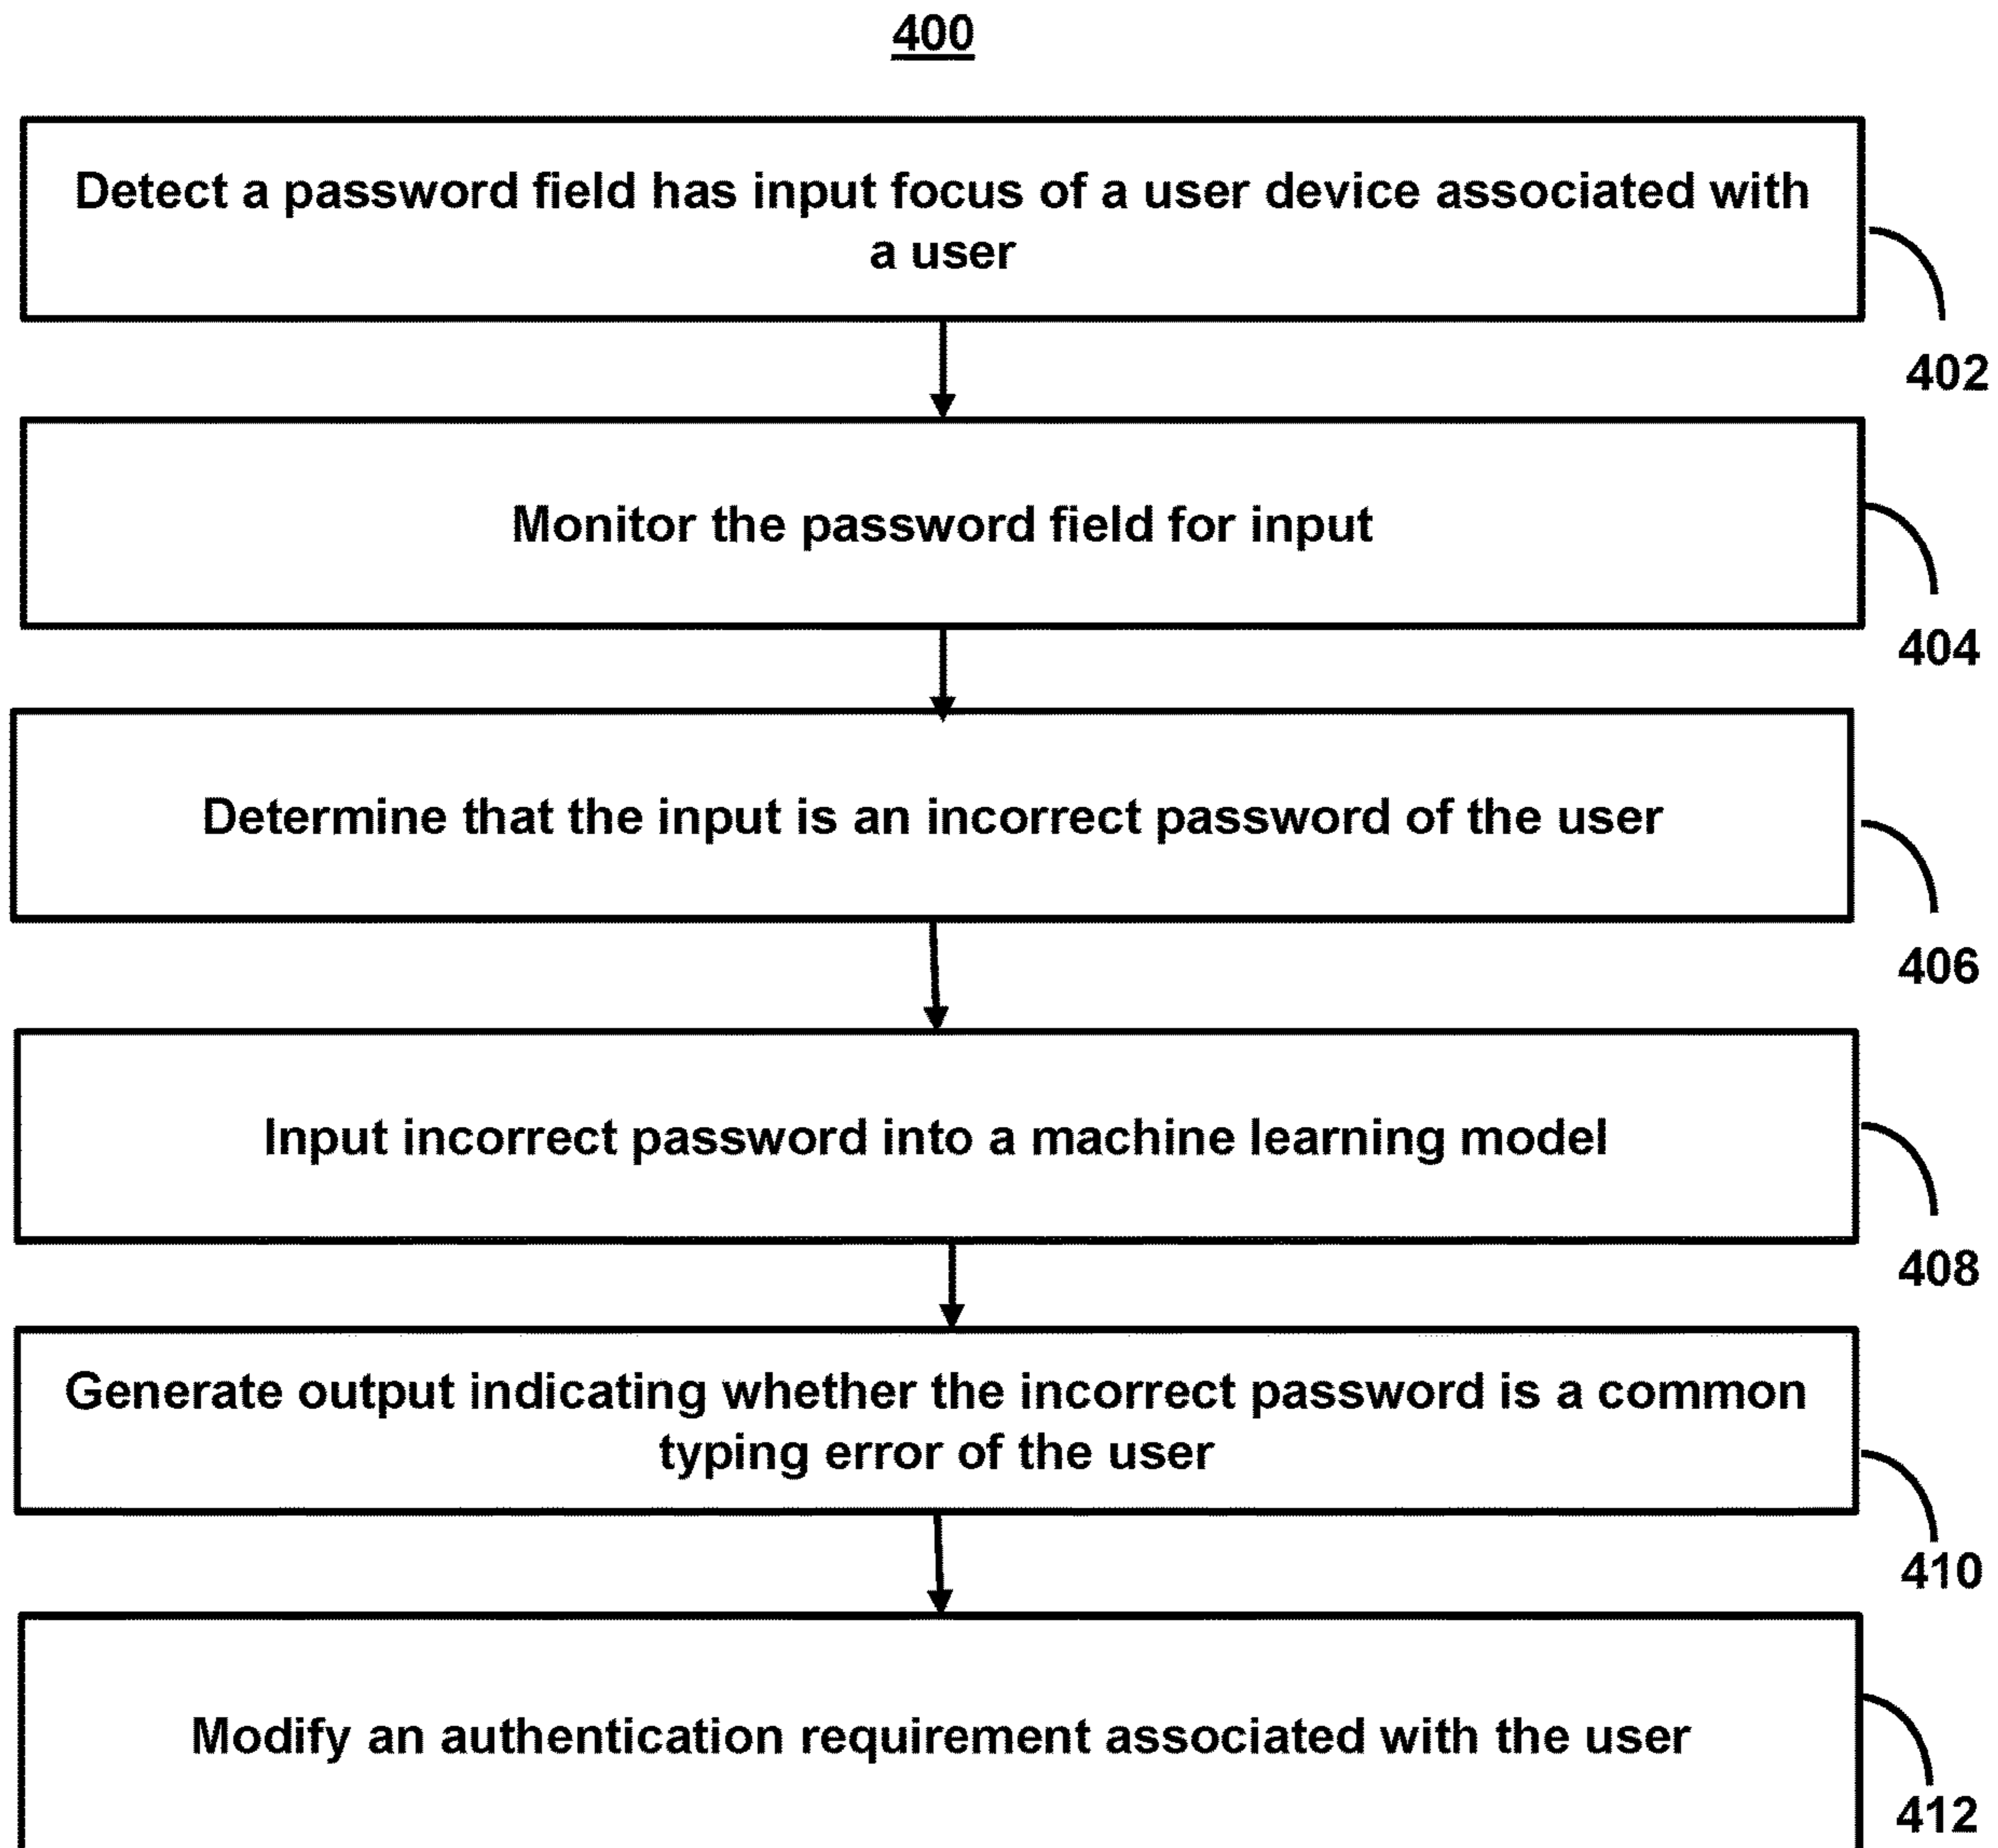 400
Detect a password field has input focus of a user device associated with
a user
402
Monitor the password field for input
404
Determine that the input is an incorrect password of the user
406
Input incorrect password into a machine learning model
408
Generate output indicating whether the incorrect password is a common
typing error of the user
410
Modify an authentication requirement associated with the user
412